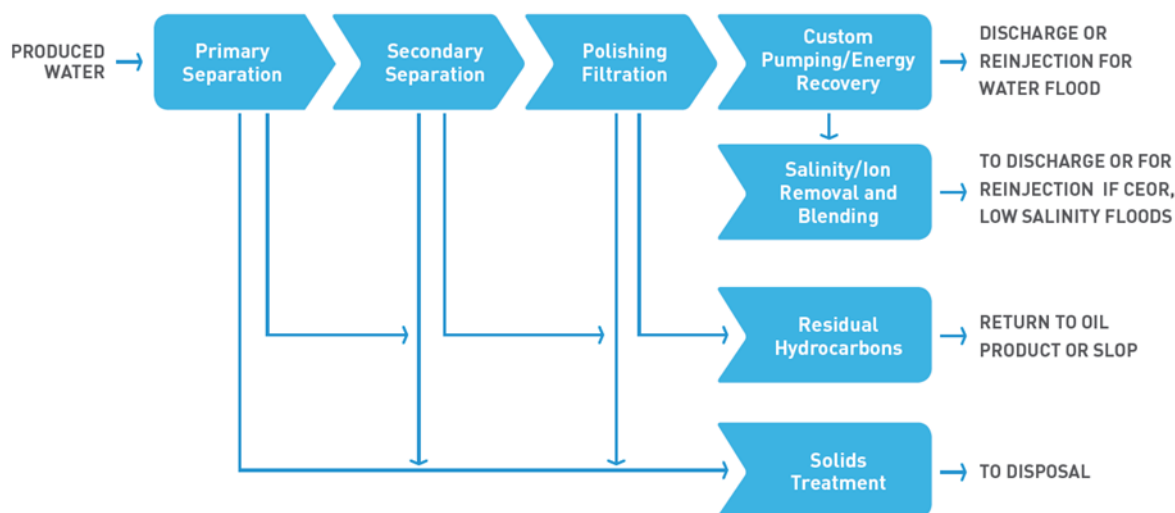 PRODUCED
WATER
Primary
Separation
Secondary
Separation
Polishing
Filtration
Custom
Pumping/Energy
Recovery
DISCHARGE OR
REINJECTION FOR
WATER FLOOD
Salinity/Ion
Removal and
Blending
TO DISCHARGE OR FOR
REINJECTION IF CEOR,
LOW SALINITY FLOODS
Residual
Hydrocarbons
RETURN TO OIL
PRODUCT OR SLOP
Solids
Treatment
TO DISPOSAL